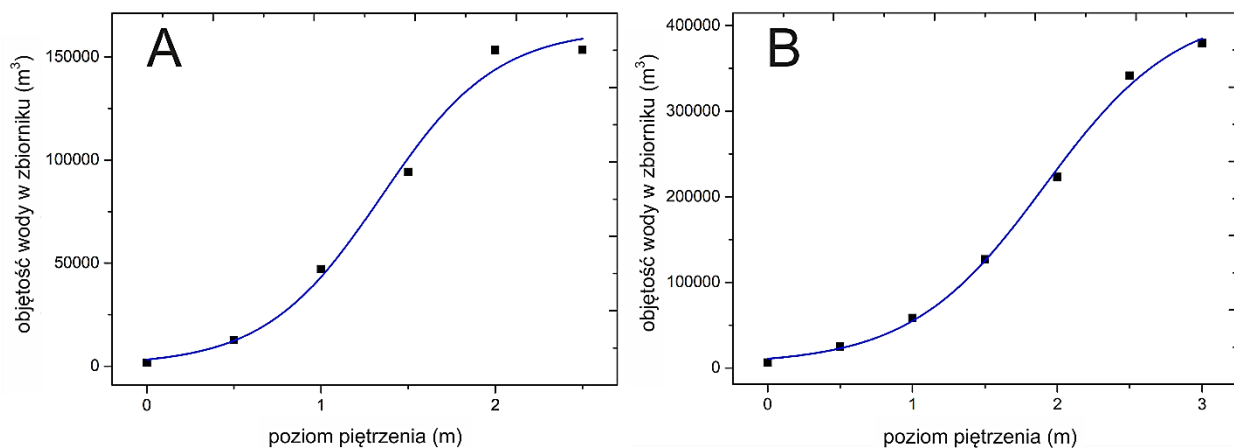 A
objętość wody w zbiorniku (m³)
150000
100000
50000
0
0
1
2
poziom piętrzenia (m)
B
objętość wody w zbiorniku (m³)
400000
300000
200000
100000
0
0
1
2
3
poziom piętrzenia (m)